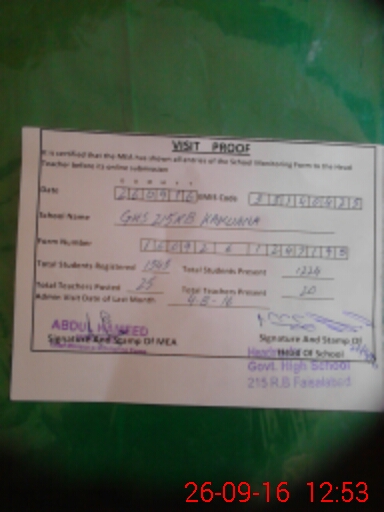 VISIT PROOF
It is certified that the MEA has shown all entries of the School Monitoring Form to the Head
Teacher before its online submission
Date 260916 EMIS Code
School Name GHS 215RB KAKUANA
Form Number
Total Students Registered Total Students Present 1224
Total Teachers Posted 25 Total Teachers Present 20
Admin Visit Date of Last Month 4-8-16
ABDUL HAMEED
Signature And Stamp Of MEA
Signature And Stamp Of
Head Of School
Govt. High School
215 R.B Faisalabad
26-09-16 12:53